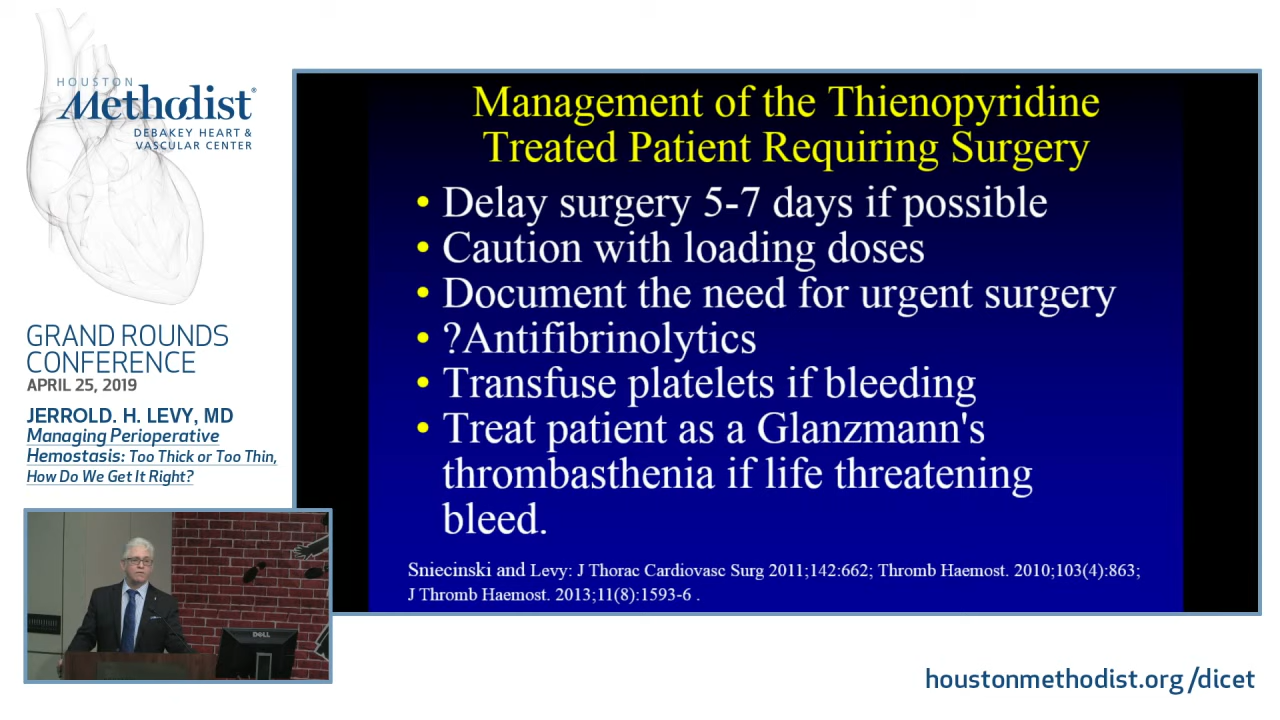 HOUSTON
Methodist®
DEBAKEY HEART &
VASCULAR CENTER
GRAND ROUNDS
CONFERENCE
APRIL 25, 2019
JERROLD. H. LEVY, MD
Managing Perioperative
Hemostasis: Too Thick or Too Thin,
How Do We Get It Right?
Management of the Thienopyridine
Treated Patient Requiring Surgery
• Delay surgery 5-7 days if possible
• Caution with loading doses
• Document the need for urgent surgery
• ?Antifibrinolytics
• Transfuse platelets if bleeding
• Treat patient as a Glanzmann's
thrombasthenia if life threatening
bleed.
Sniecinski and Levy: J Thorac Cardiovasc Surg 2011;142:662; Thromb Haemost. 2010;103(4):863;
J Thromb Haemost. 2013;11(8):1593-6 .
DELL
houstonmethodist.org/dicet